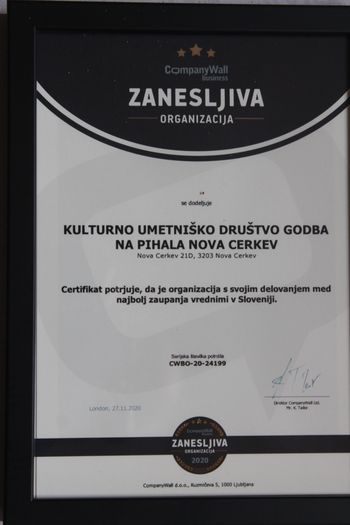 CompanyWall
Business
ZANESLJIVA
ORGANIZACIJA
se dodeljuje
KULTURNO UMETNIŠKO DRUŠTVO GODBA
NA PIHALA NOVA CERKEV
Nova Cerkev 21D, 3203 Nova Cerkev
Certifikat potrjuje, da je organizacija s svojim delovanjem med
najbolj zaupanja vrednimi v Sloveniji.
Serijska številka potrdila
CWBO-20-24199
Direktor CompanyWall Ltd.
London, 27.11.2020
CompanyWall
ZANESLJIVA
ORGANIZACIJA
2020
CompanyWall d.o.o., Kuzmičeva 5, 1000 Ljubljana